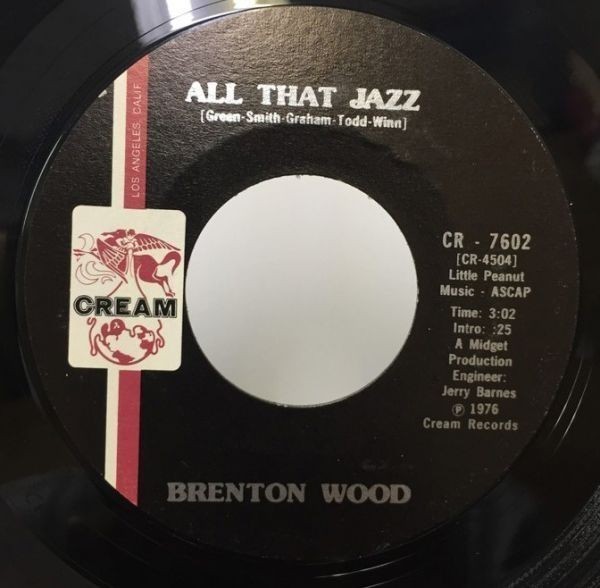 ALL THAT JAZZ
[Green-Smith-Graham-Todd-Winn]
LOS ANGELES, CALIF
CREAM
CR - 7602
[CR-4504]
Little Peanut
Music - ASCAP
Time: 3:02
Intro: :25
A Midget
Production
Engineer:
Jerry Barnes
℗ 1976
Cream Records
BRENTON WOOD